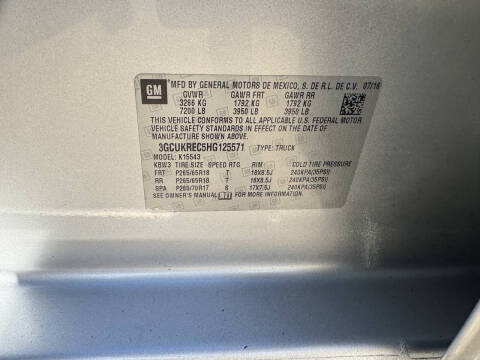 GM MFD BY GENERAL MOTORS DE MEXICO, S. DE R.L. DE C.V. 07/16
GVWR GAWR FRT GAWR RR
3266 KG 1792 KG 1792 KG
7200 LB 3950 LB 3950 LB
THIS VEHICLE CONFORMS TO ALL APPLICABLE U.S. FEDERAL MOTOR
VEHICLE SAFETY STANDARDS IN EFFECT ON THE DATE OF
MANUFACTURE SHOWN ABOVE.
3GCUKREC5HG125571 TYPE: TRUCK
MODEL: K15543
KBW3 TIRE SIZE SPEED RTG RIM COLD TIRE PRESSURE
FRT P265/65R18 T 18X8.5J 240KPA(35PSI)
RR P265/65R18 T 18X8.5J 240KPA(35PSI)
SPA P265/70R17 S 17X7.5J 240KPA(35PSI)
SEE OWNER'S MANUAL FOR MORE INFORMATION.